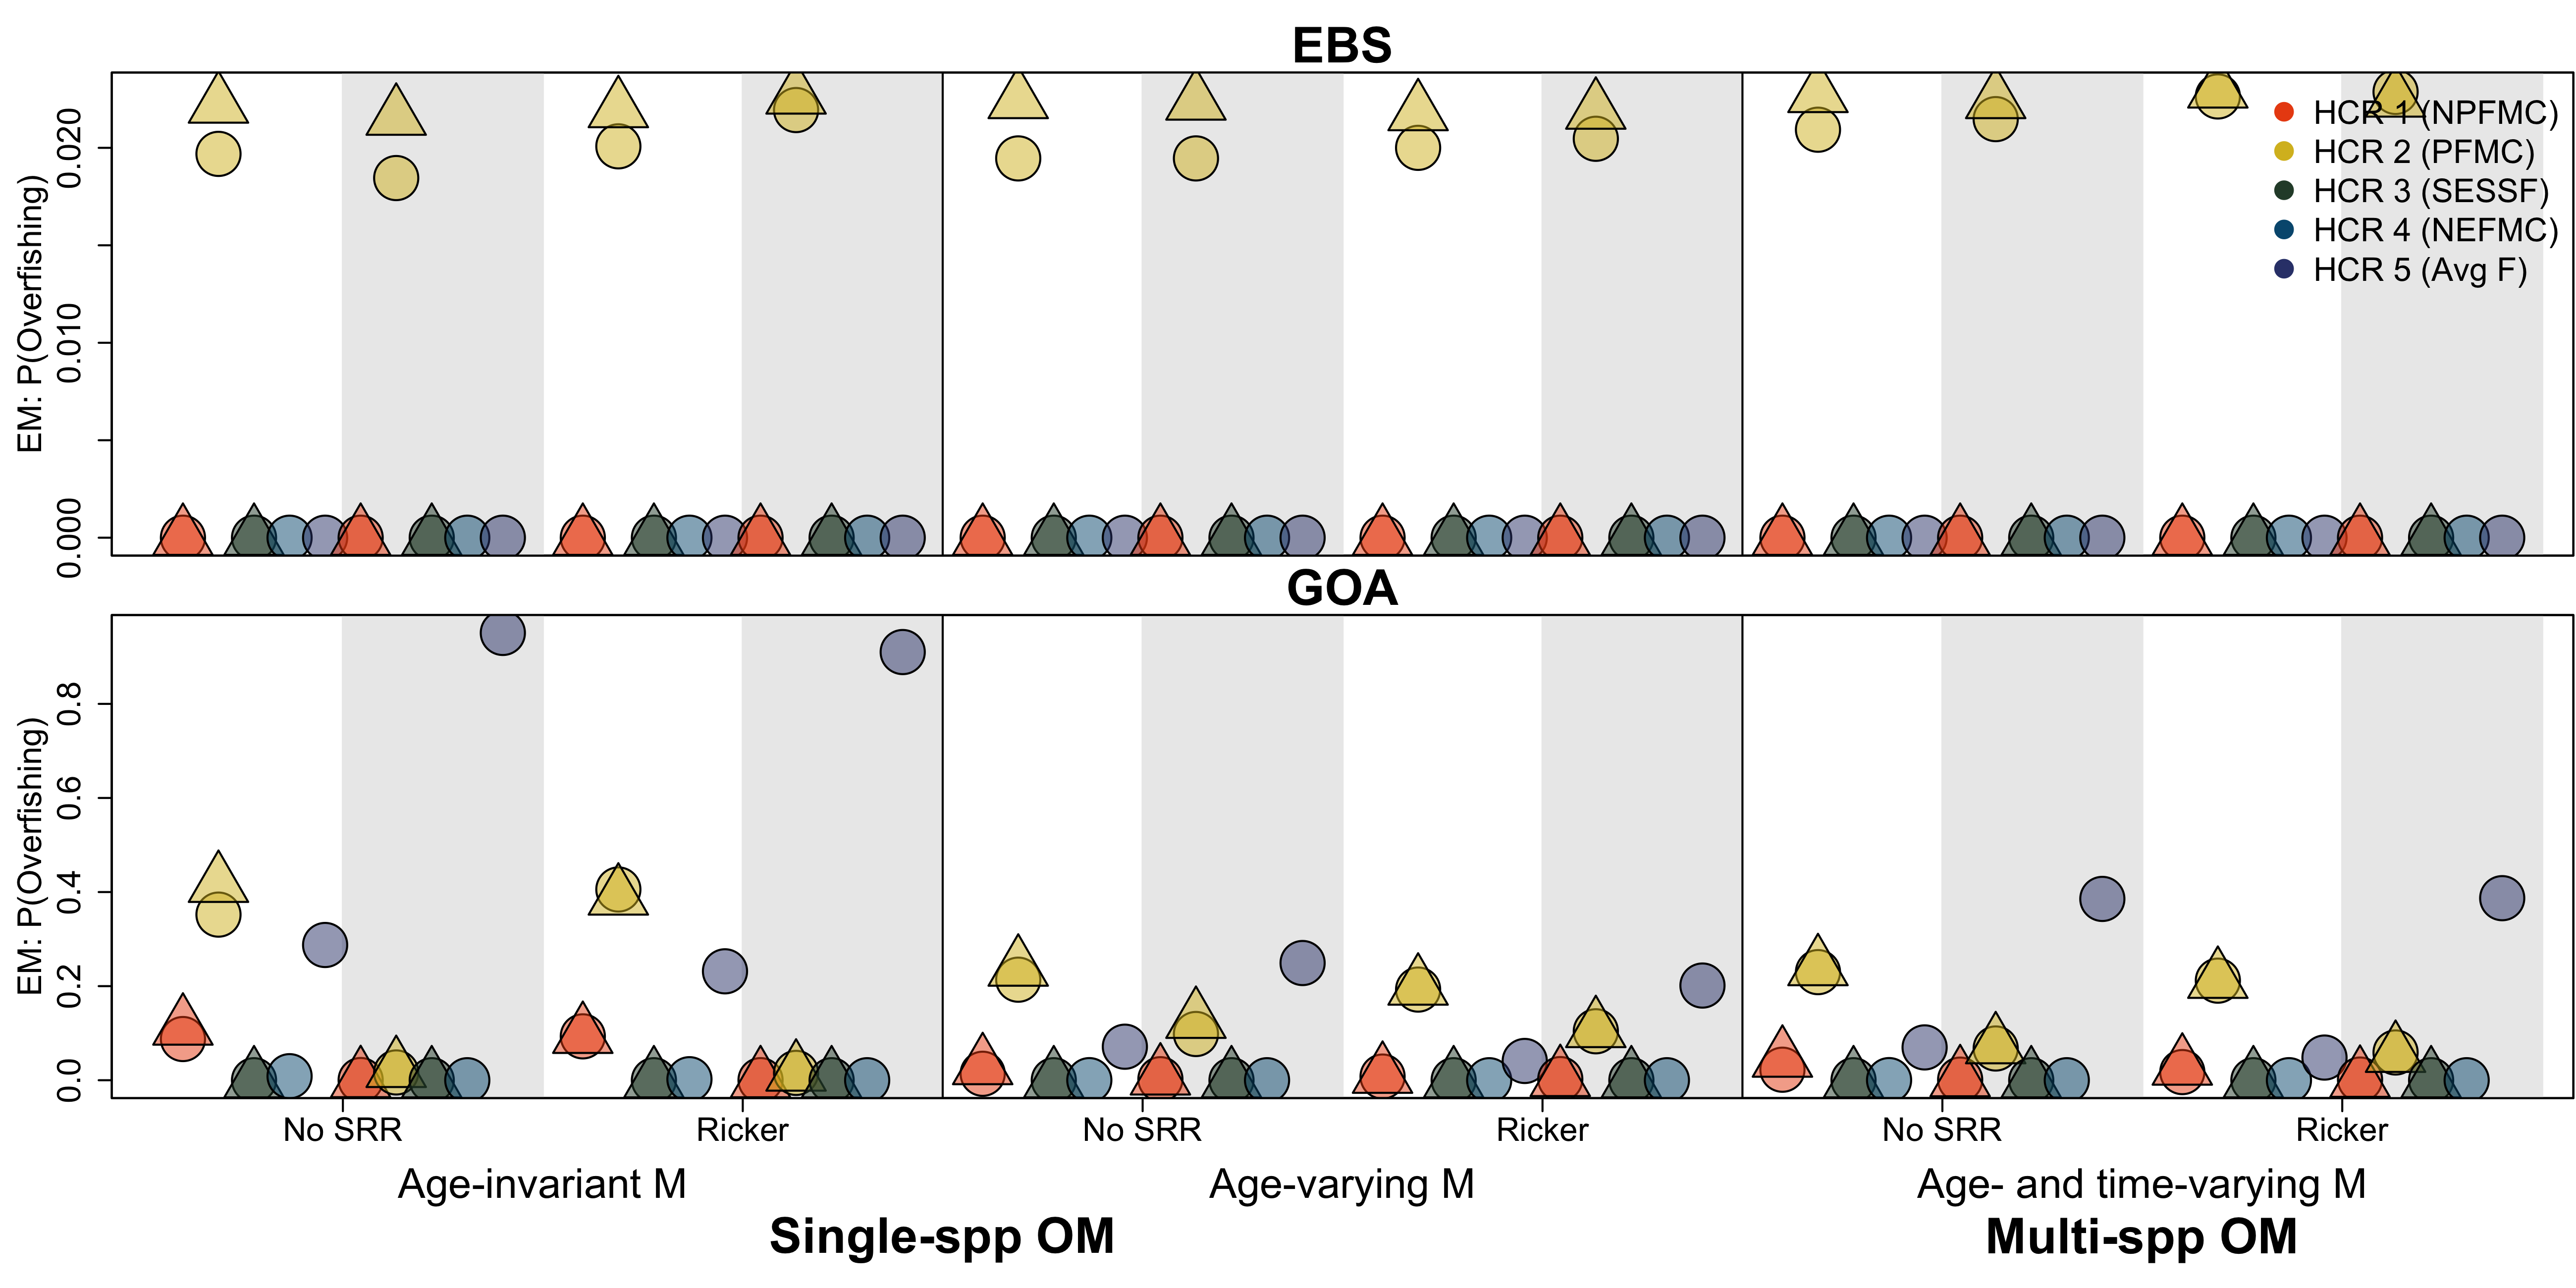 EBS
EM: P(Overfishing)
0.020
0.010
0.000
HCR 1 (NPFMC)
HCR 2 (PFMC)
HCR 3 (SESSF)
HCR 4 (NEFMC)
HCR 5 (Avg F)
GOA
EM: P(Overfishing)
0.8
0.6
0.4
0.2
0.0
No SRR Ricker No SRR Ricker No SRR Ricker
Age-invariant M Age-varying M Age- and time-varying M
Single-spp OM Multi-spp OM